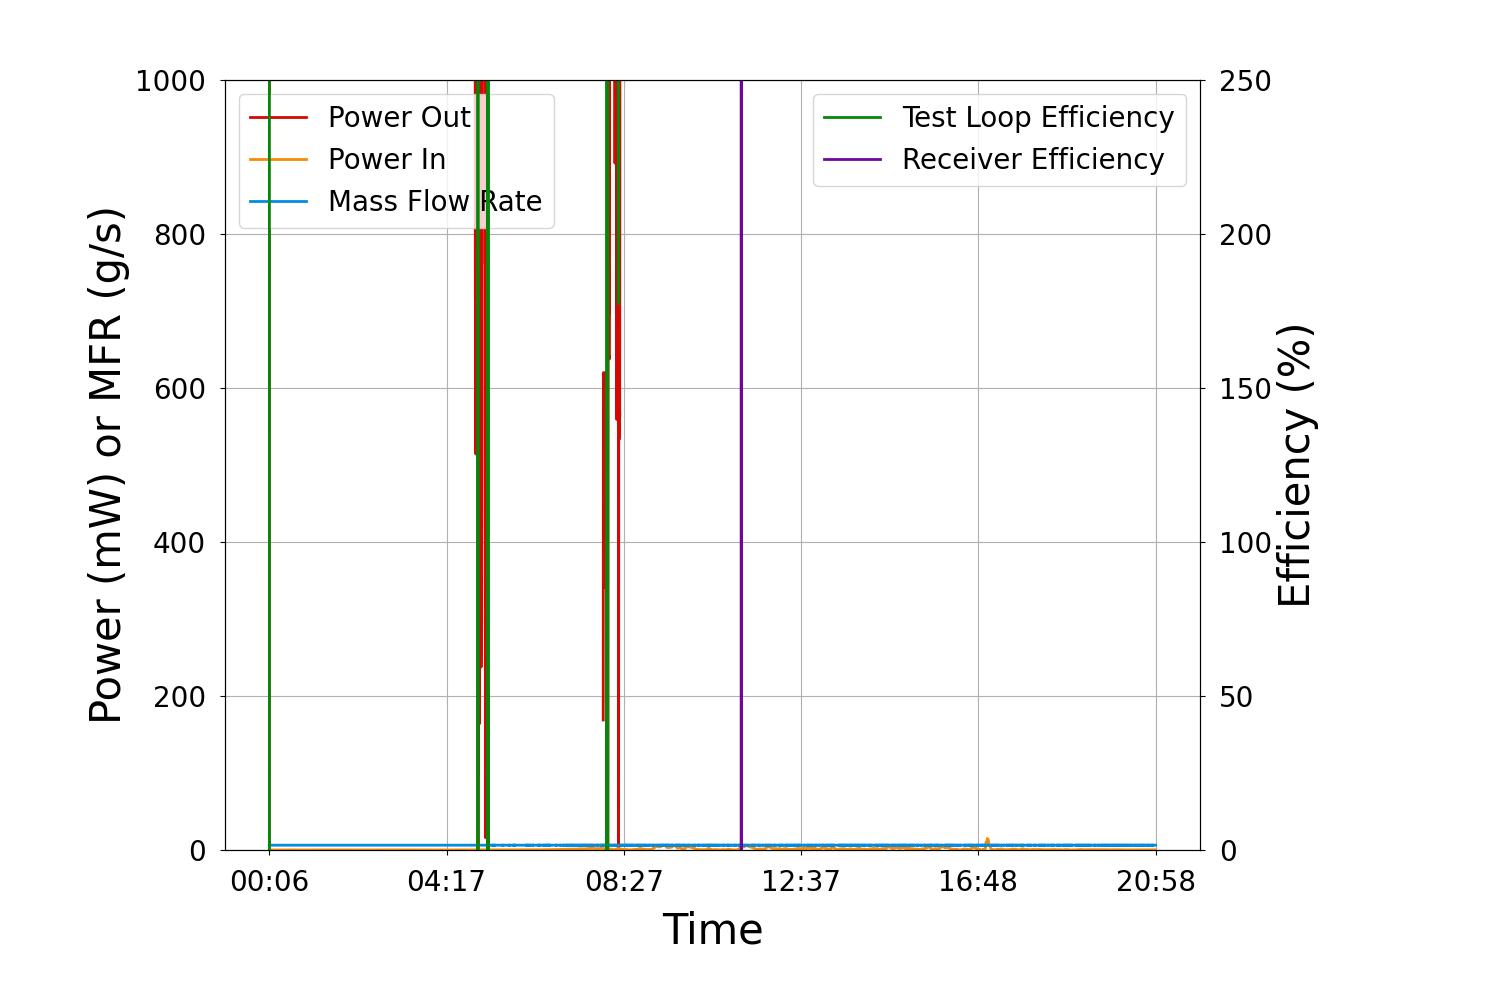 1000
800
600
400
200
0
Power (mW) or MFR (g/s)
Power Out
Power In
Mass Flow Rate
Test Loop Efficiency
Receiver Efficiency
250
200
150
100
50
0
Efficiency (%)
00:06 04:17 08:27 12:37 16:48 20:58
Time